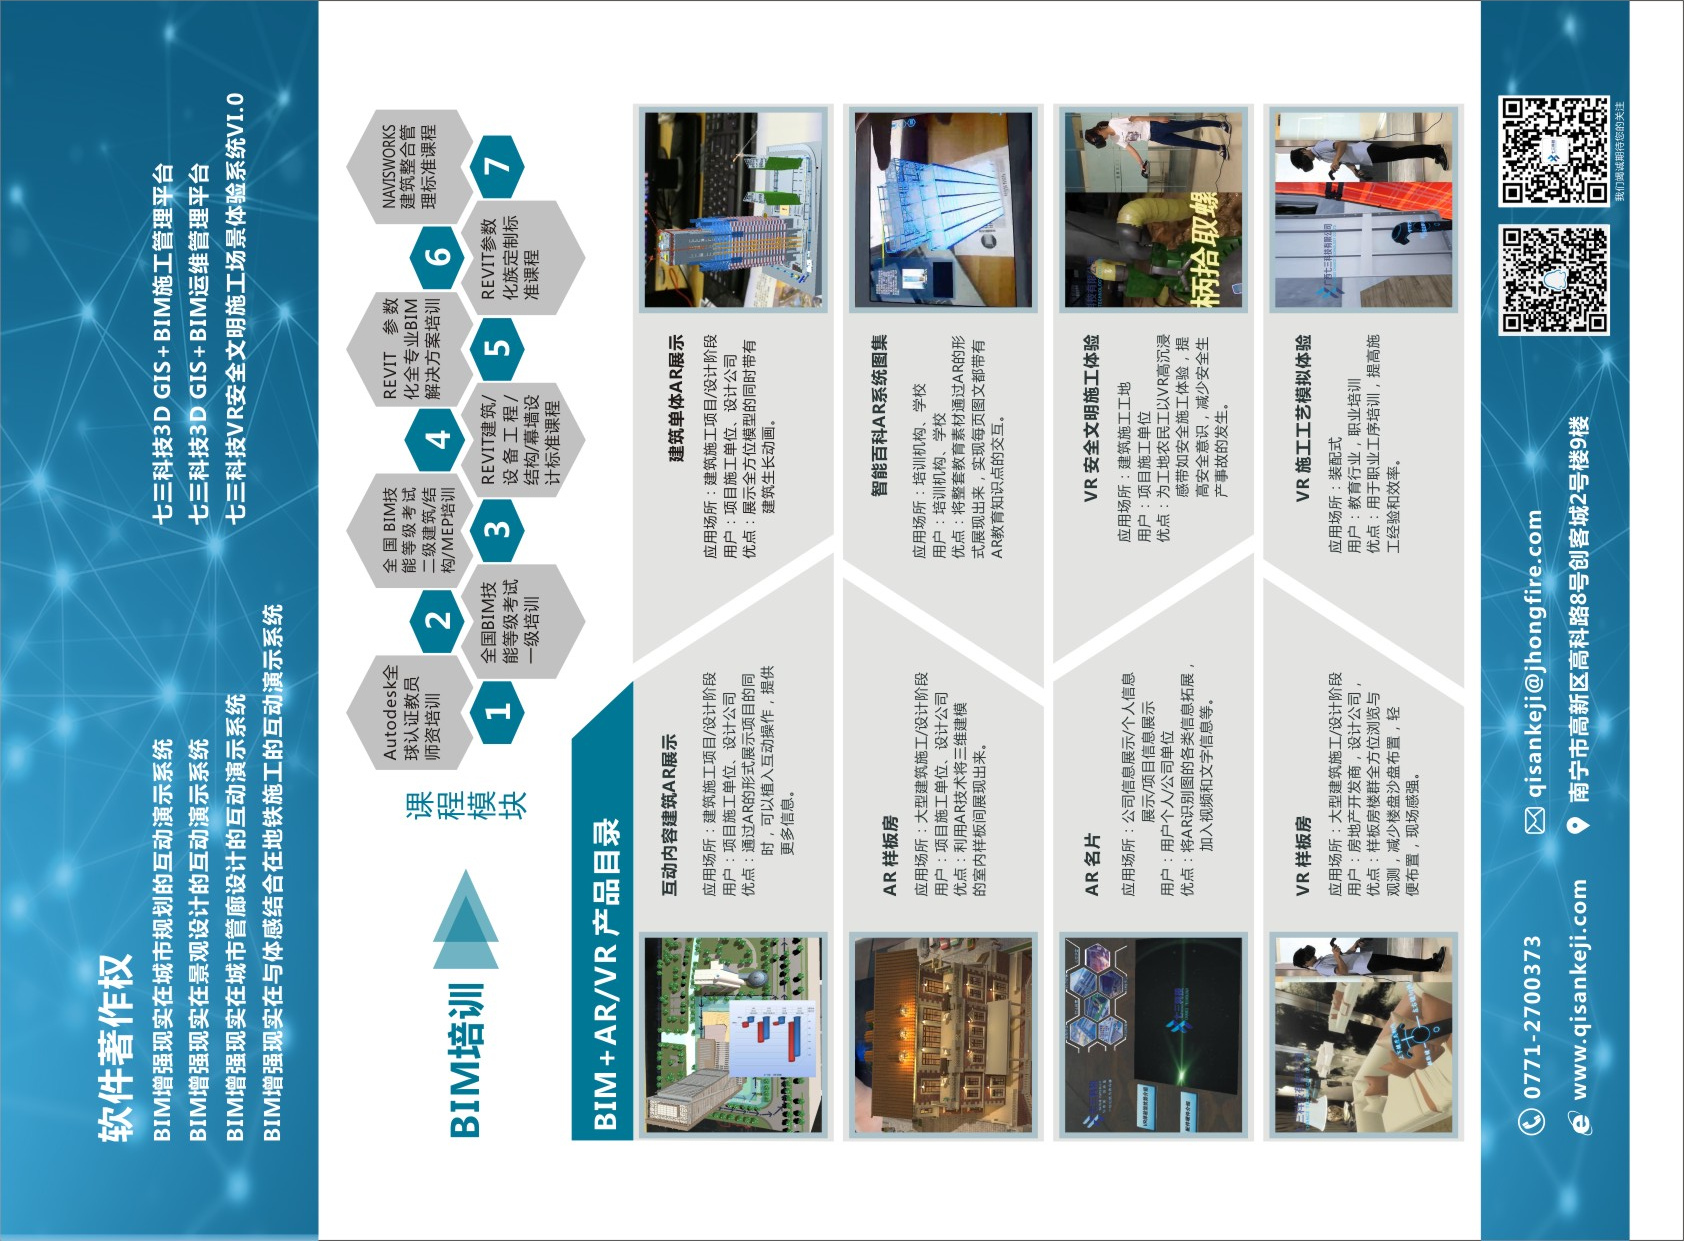 软件著作权
BIM增强现实在城市规划的互动演示系统
BIM增强现实在景观设计的互动演示系统
BIM增强现实在城市管廊设计的互动演示系统
BIM增强现实在与体感结合在地铁施工的互动演示系统
七三科技3D GIS+BIM施工管理平台
七三科技3D GIS+BIM运维管理平台
七三科技VR安全文明施工场景体验系统V1.0
BIM培训
课
程模
块
Autodesk全
球认证教员
师资培训
1
2
全国BIM技
能等级考试
一级培训
全国BIM技
能等级考试
二级建筑/结
构/MEP培训
3
4
REVIT建筑/
设备工程/
结构/幕墙设
计标准课程
REVIT 参数
化全专业BIM
解决方案培训
5
6
REVIT参数
化族定制标
准课程
NAVISWORKS
建筑整合管
理标准课程
7
BIM+AR/VR 产品目录
互动内容建筑AR展示
应用场所：建筑施工项目/设计阶段
用户：项目施工单位、设计公司
优点：通过AR的形式展示项目的同
时，可以植入互动操作，提供
更多信息。
建筑单体AR展示
应用场所：建筑施工项目/设计阶段
用户：项目施工单位、设计公司
优点：展示全方位模型的同时带有
建筑生长动画。
AR 样板房
应用场所：大型建筑施工/设计阶段
用户：项目施工单位、设计公司
优点：利用AR技术将三维建模
的室内样板间展现出来。
智能百科AR系统图集
应用场所：培训机构、学校
用户：培训机构、学校
优点：将整套教育素材通过AR的形
式展现出来，实现每页图文都带有
AR教育知识点的交互。
AR 名片
应用场所：公司信息展示/个人信息
展示/项目信息展示
用户：用户个人/公司单位
优点：将AR识别图的各类信息拓展，
加入视频和文字信息等。
VR 安全文明施工体验
应用场所：建筑施工工地
用户：项目施工单位
优点：为工地农民工以VR高沉浸
感带如安全施工体验，提
高安全意识，减少安全生
产事故的发生。
柄拾取螺
VR 样板房
应用场所：大型建筑施工/设计阶段
用户：房地产开发商，设计公司，
优点：样板房楼群全方位浏览与
观测，减少楼盘沙盘布置，轻
便布置，现场感强。
VR 施工工艺模拟体验
应用场所：装配式
用户：教育行业，职业培训
优点：用于职业工序培训，提高施
工经验和效率。
广西七三科技有限公司
0771-2700373
qisankeji@jhongfire.com
www.qisankeji.com
南宁市高新区高科路8号创客城2号楼9楼
我们竭诚期待您的关注